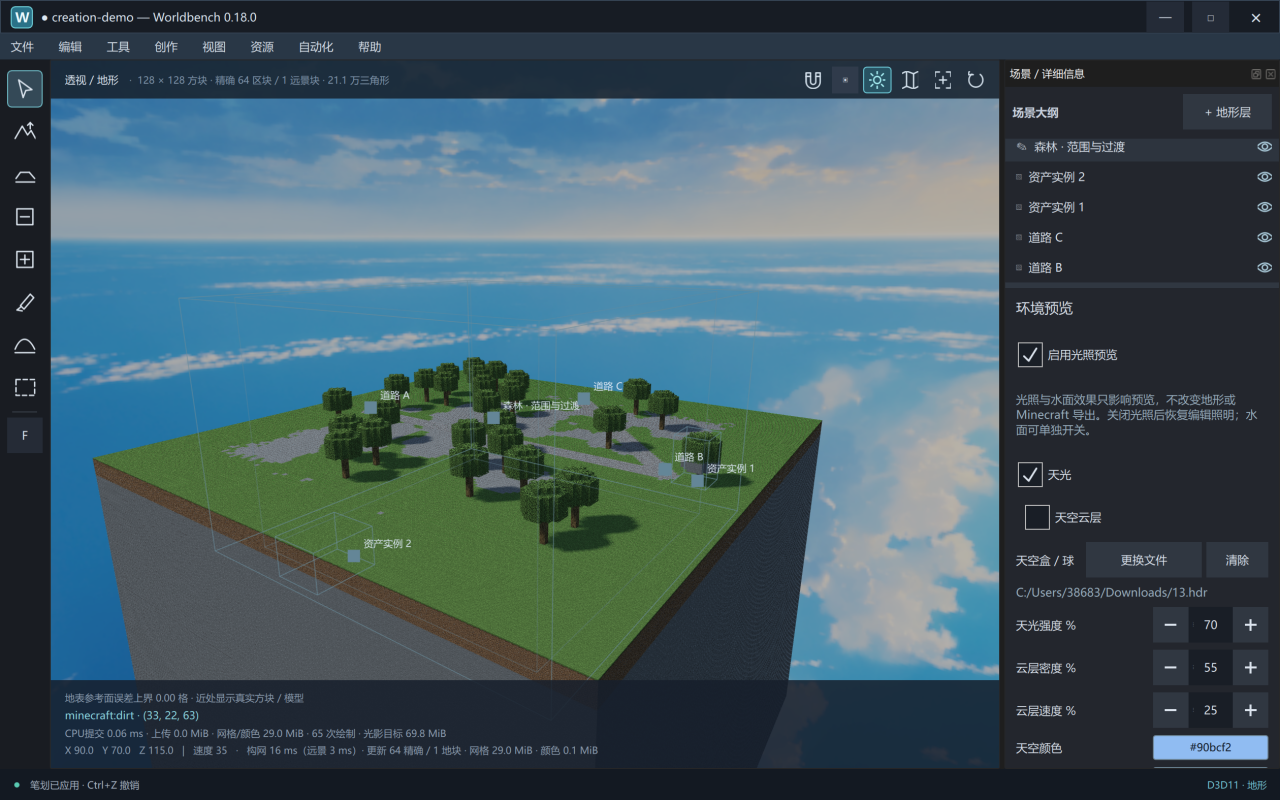 W ● creation-demo — Worldbench 0.18.0
文件 编辑 工具 创作 视图 资源 自动化 帮助
透视 / 地形 · 128 × 128 方块 · 精确 64 区块 / 1 远景块 · 21.1 万三角形
F
道路 A
道路 C
森林 · 范围与过渡
道路 B
资产实例 1
资产实例 2
地表参考面误差上界 0.00 格 · 近处显示真实方块 / 模型
minecraft:dirt · (33, 22, 63)
CPU提交 0.06 ms · 上传 0.0 MiB · 网格/颜色 29.0 MiB · 65 次绘制 · 光影目标 69.8 MiB
X 90.0 Y 70.0 Z 115.0 | 速度 35 · 构网 16 ms（远景 3 ms）· 更新 64 精确 / 1 地块 · 网格 29.0 MiB · 颜色 0.1 MiB
场景 / 详细信息
场景大纲 + 地形层
森林 · 范围与过渡
资产实例 2
资产实例 1
道路 C
道路 B
环境预览
启用光照预览
光照与水面效果只影响预览，不改变地形或
Minecraft 导出。关闭光照后恢复编辑照明；水
面可单独开关。
天光
天空云层
天空盒 / 球 更换文件 清除
C:/Users/38683/Downloads/13.hdr
天光强度 % − 70 +
云层密度 % − 55 +
云层速度 % − 25 +
天空颜色 #90bcf2
● 笔划已应用 · Ctrl+Z 撤销
D3D11 · 地形